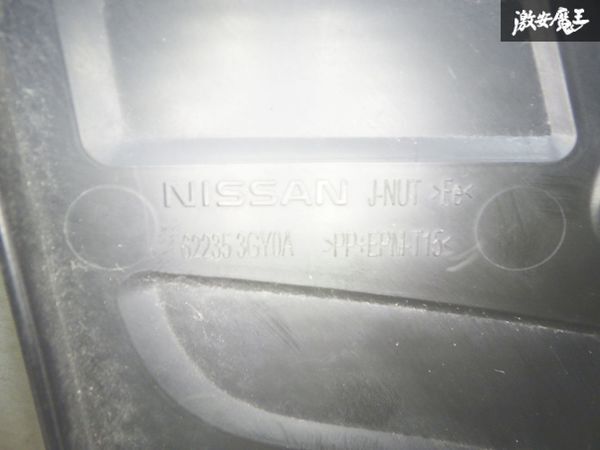 激安魔王
NISSAN J-NUT >Fe<
62235 3GY0A >PP+EPM-T15<